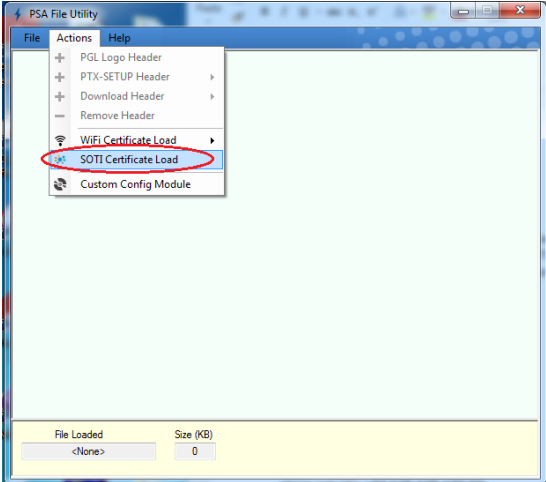 PSA File Utility
File Actions Help
PGL Logo Header
PTX-SETUP Header
Download Header
Remove Header
WiFi Certificate Load
SOTI Certificate Load
Custom Config Module
File Loaded Size (KB)
<None> 0